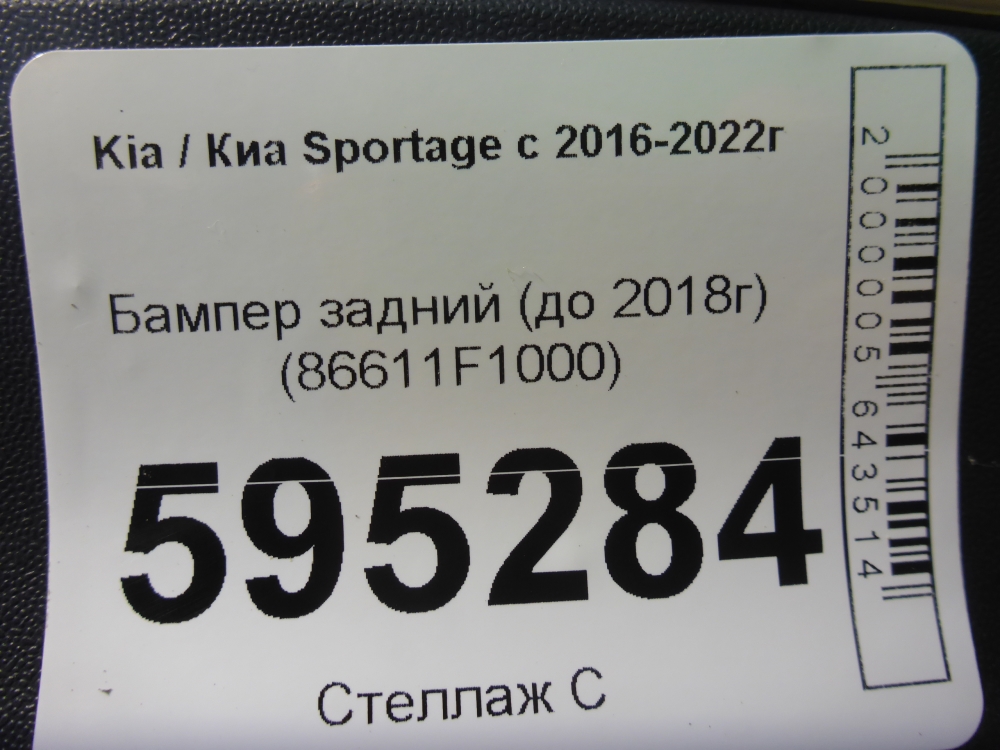 Kia / Киа Sportage с 2016-2022г
Бампер задний (до 2018г)
(86611F1000)
595284
Стеллаж С
2000005643514